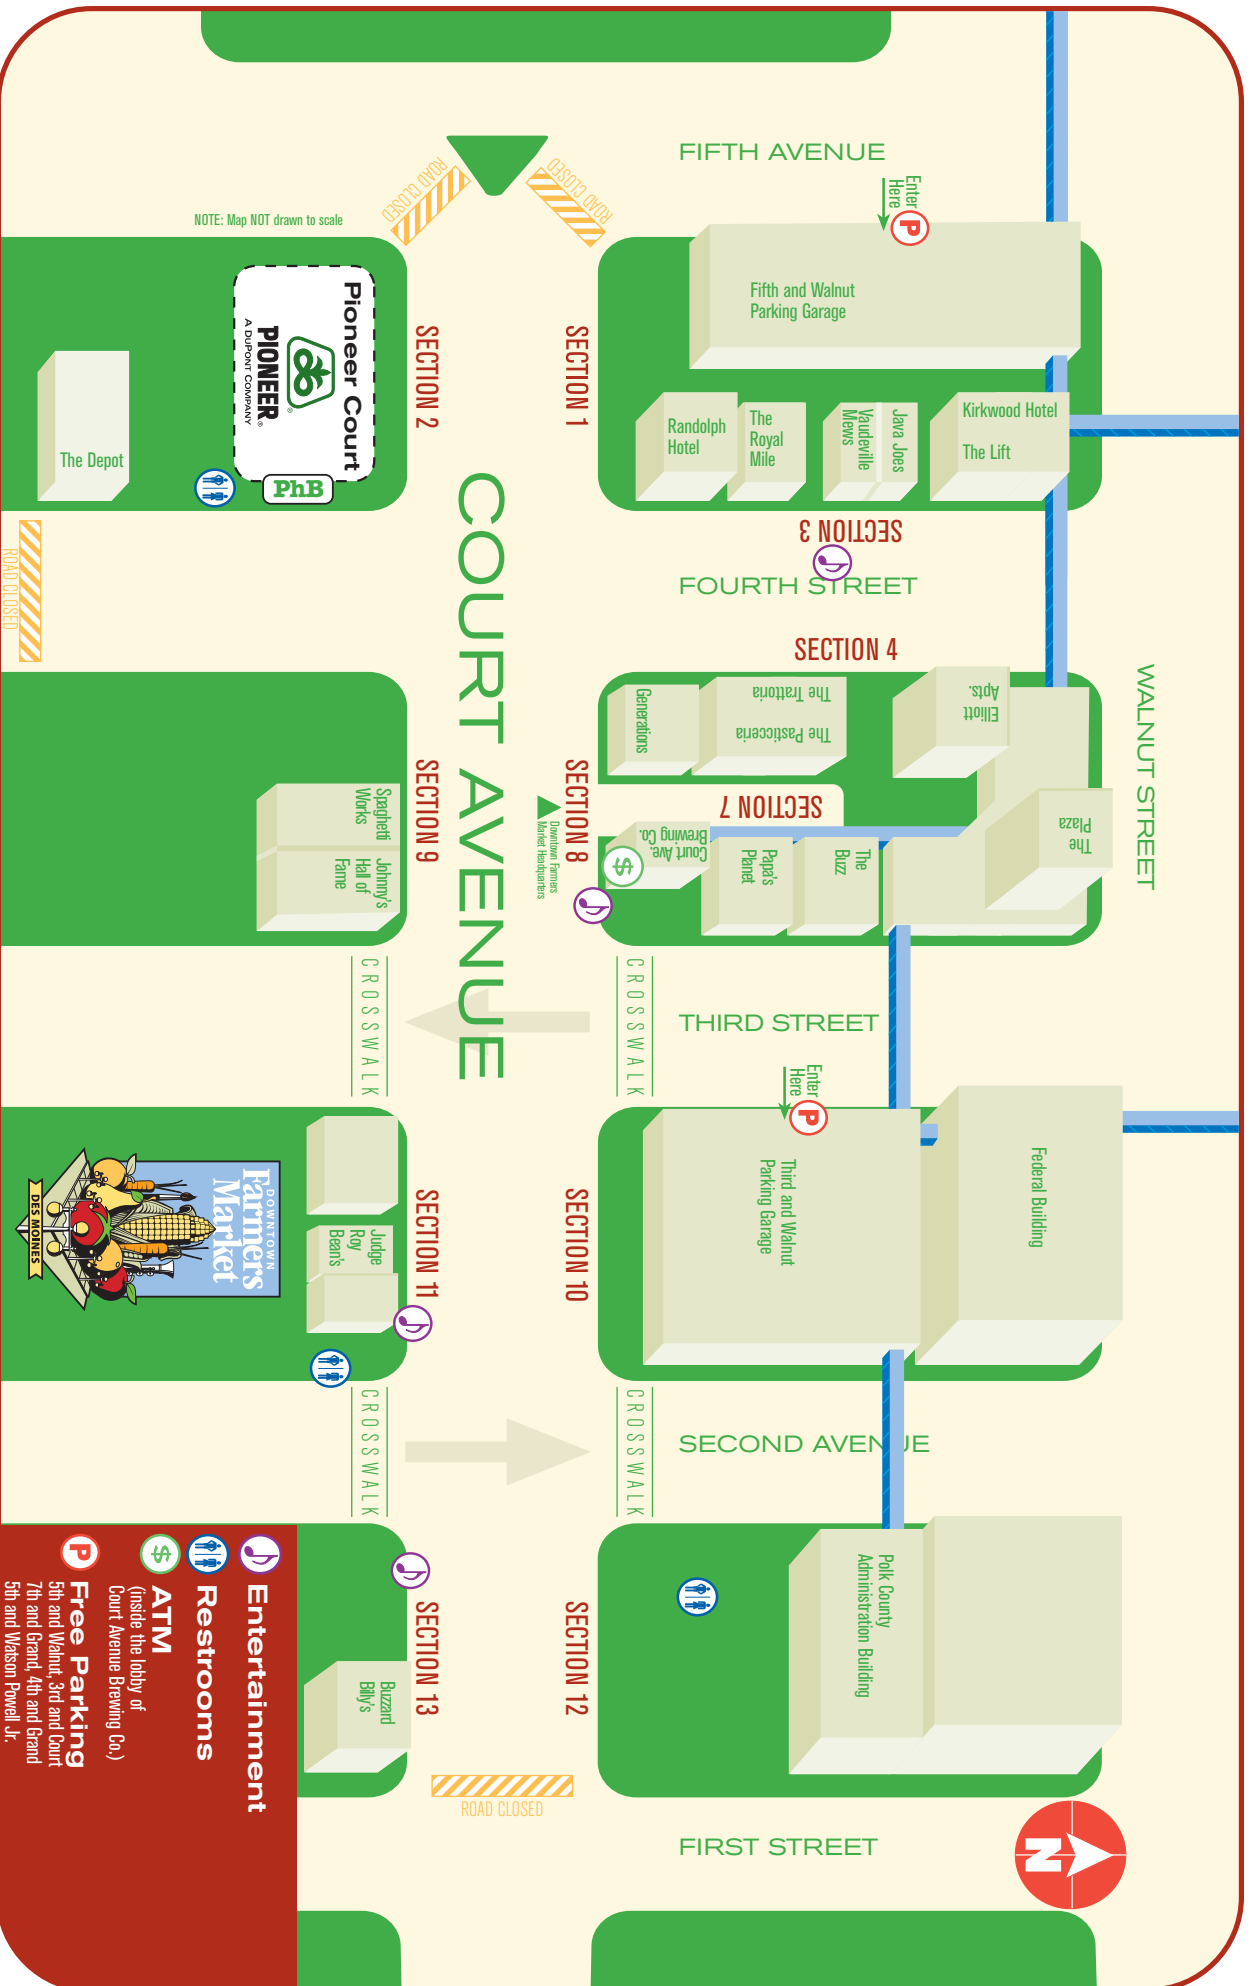 FIFTH AVENUE
ROAD CLOSED
ROAD CLOSED
Enter
Here
P
NOTE: Map NOT drawn to scale
Fifth and Walnut
Parking Garage
Pioneer Court
PIONEER®
A DUPONT COMPANY
PhB
The Depot
SECTION 2
SECTION 1
Randolph
Hotel
The
Royal
Mile
Vaudeville
Mews
Java Joes
Kirkwood Hotel
The Lift
SECTION 3
FOURTH STREET
ROAD CLOSED
COURT AVENUE
SECTION 4
WALNUT STREET
Generations
The Trattoria
The Pasticceria
Elliott
Apts.
The
Plaza
SECTION 7
SECTION 9
SECTION 8
Downtown Farmers
Market Headquarters
Spaghetti
Works
Johnny's
Hall of
Fame
Court Ave.
Brewing Co.
$
Papa's
Planet
The
Buzz
CROSSWALK
CROSSWALK
THIRD STREET
Enter
Here
P
Third and Walnut
Parking Garage
Federal Building
DOWNTOWN
Farmers
Market
DES MOINES
Judge
Roy
Bean's
SECTION 11
SECTION 10
CROSSWALK
CROSSWALK
SECOND AVENUE
Polk County
Administration Building
SECTION 13
SECTION 12
Buzzard
Billy's
ROAD CLOSED
FIRST STREET
N
Entertainment
Restrooms
$ ATM
(inside the lobby of
Court Avenue Brewing Co.)
P Free Parking
5th and Walnut, 3rd and Court
7th and Grand, 4th and Grand
5th and Watson Powell Jr.